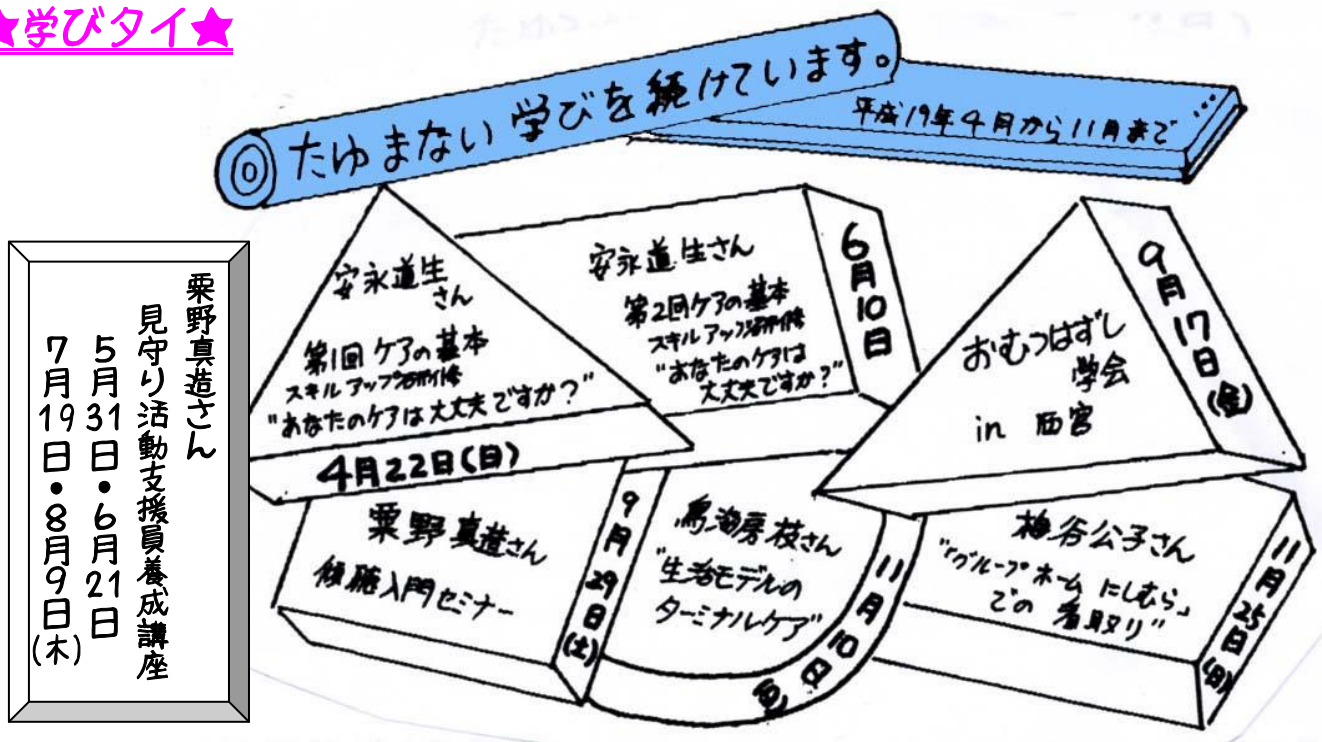 ★学びタイ★
たゆまない学びを続けています。
平成19年4月から11月まで
粟野真造さん
見守り活動支援員養成講座
5月31日・6月21日
7月19日・8月9日(木)
安永道生
さん
第1回ケアの基本
スキルアップ研修
"あなたのケアは大丈夫ですか?"
4月22日(日)
安永道生さん
第2回ケアの基本
スキルアップ研修
"あなたのケアは
大丈夫ですか?"
6月10日
おむつはずし
学会
in 西宮
9月17日(金)
粟野真造さん
傾聴入門セミナー
9月29日(土)
鳥海房枝さん
"生活モデルの
ターミナルケア"
11月10日
梅谷公子さん
"「グループホームにしむら」
での看取り"
11月25日(日)